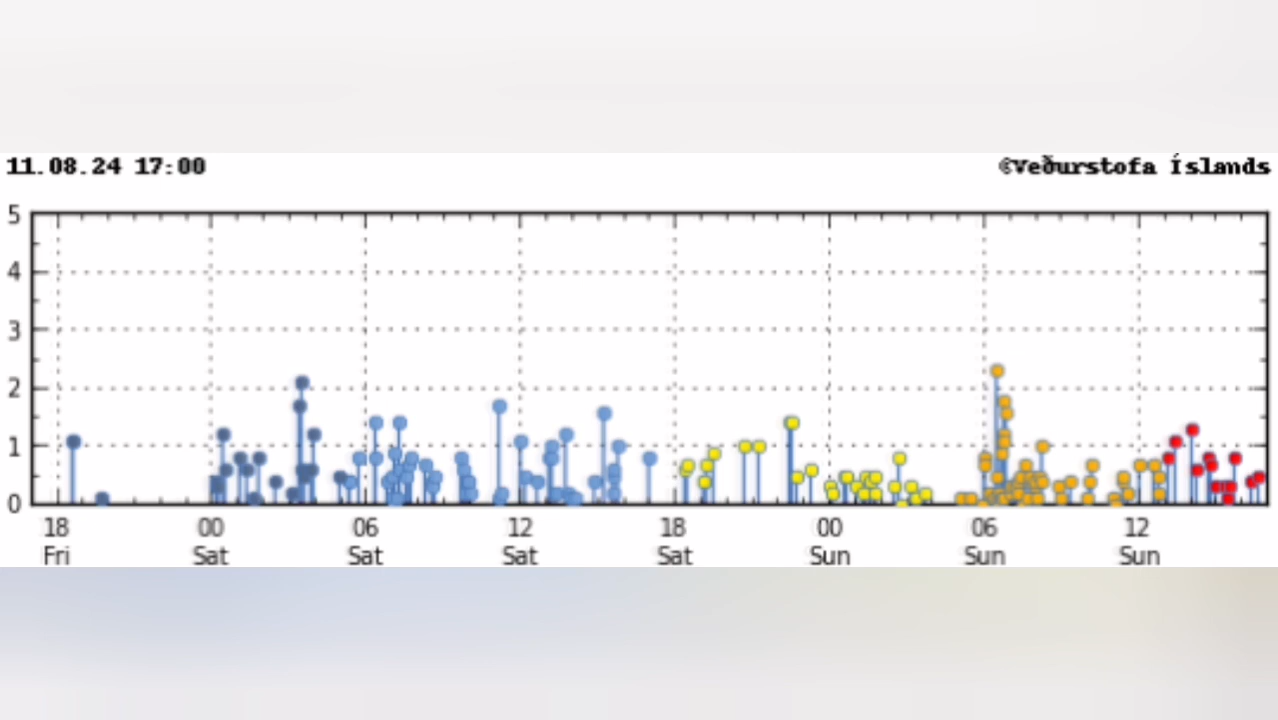 11.08.24 17:00 ©Veðurstofa Íslands
5
4
3
2
1
0
18 00 06 12 18 00 06 12
Fri Sat Sat Sat Sat Sun Sun Sun